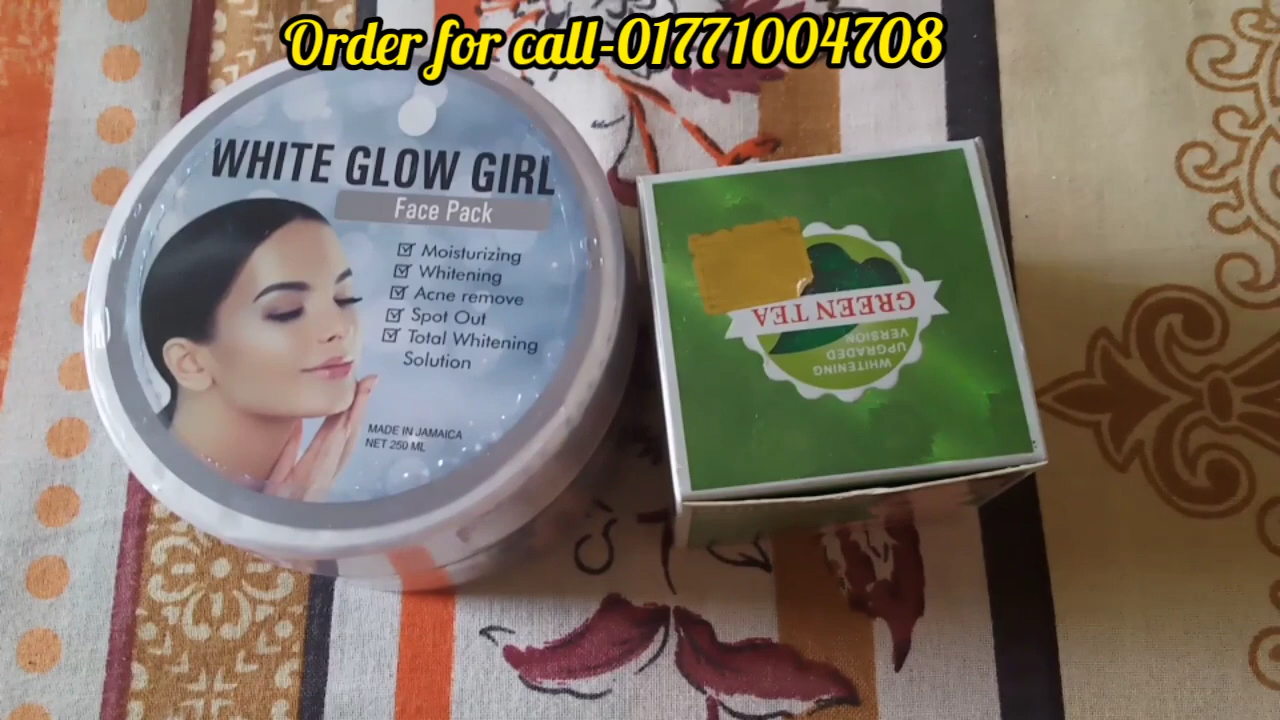 Order for call-01771004708
WHITE GLOW GIRL
Face Pack
Moisturizing
Whitening
Acne remove
Spot Out
Total Whitening
Solution
MADE IN JAMAICA
NET 250 ML
GREEN TEA
WHITENING
UPGRADED
VERSION